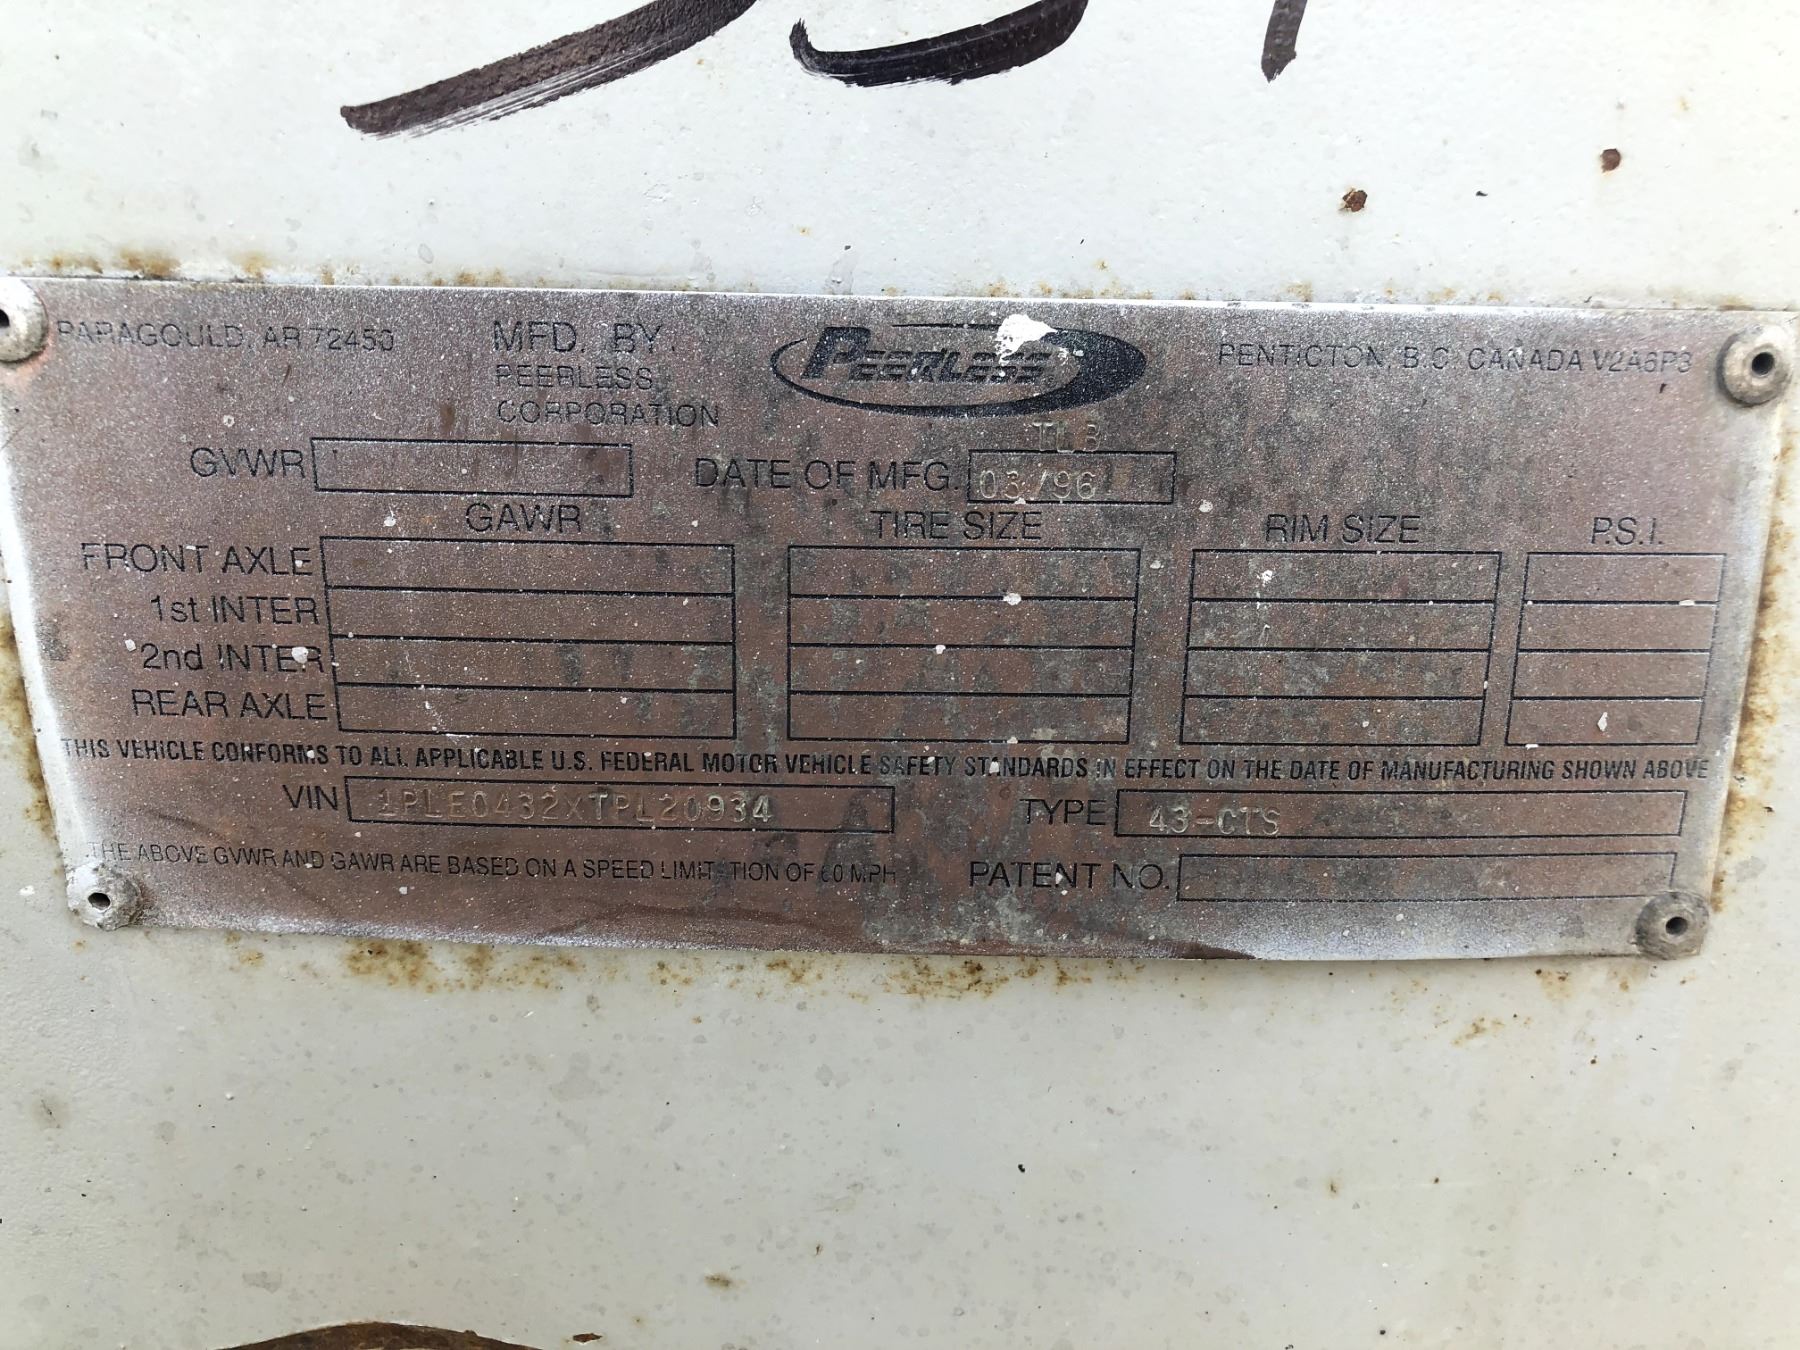 PARAGOULD, AR 72450
MFD. BY.
PEERLESS
CORPORATION
PEERLESS
PENTICTON, B.C. CANADA V2A6P3
TLB
GVWR
DATE OF MFG. 03/96
GAWR TIRE SIZE RIM SIZE P.S.I.
FRONT AXLE
1st INTER
2nd INTER
REAR AXLE
THIS VEHICLE CONFORMS TO ALL APPLICABLE U.S. FEDERAL MOTOR VEHICLE SAFETY STANDARDS IN EFFECT ON THE DATE OF MANUFACTURING SHOWN ABOVE
VIN 1PLE0432XTPL20934 TYPE 43-CTS
THE ABOVE GVWR AND GAWR ARE BASED ON A SPEED LIMITATION OF 60 MPH
PATENT NO.